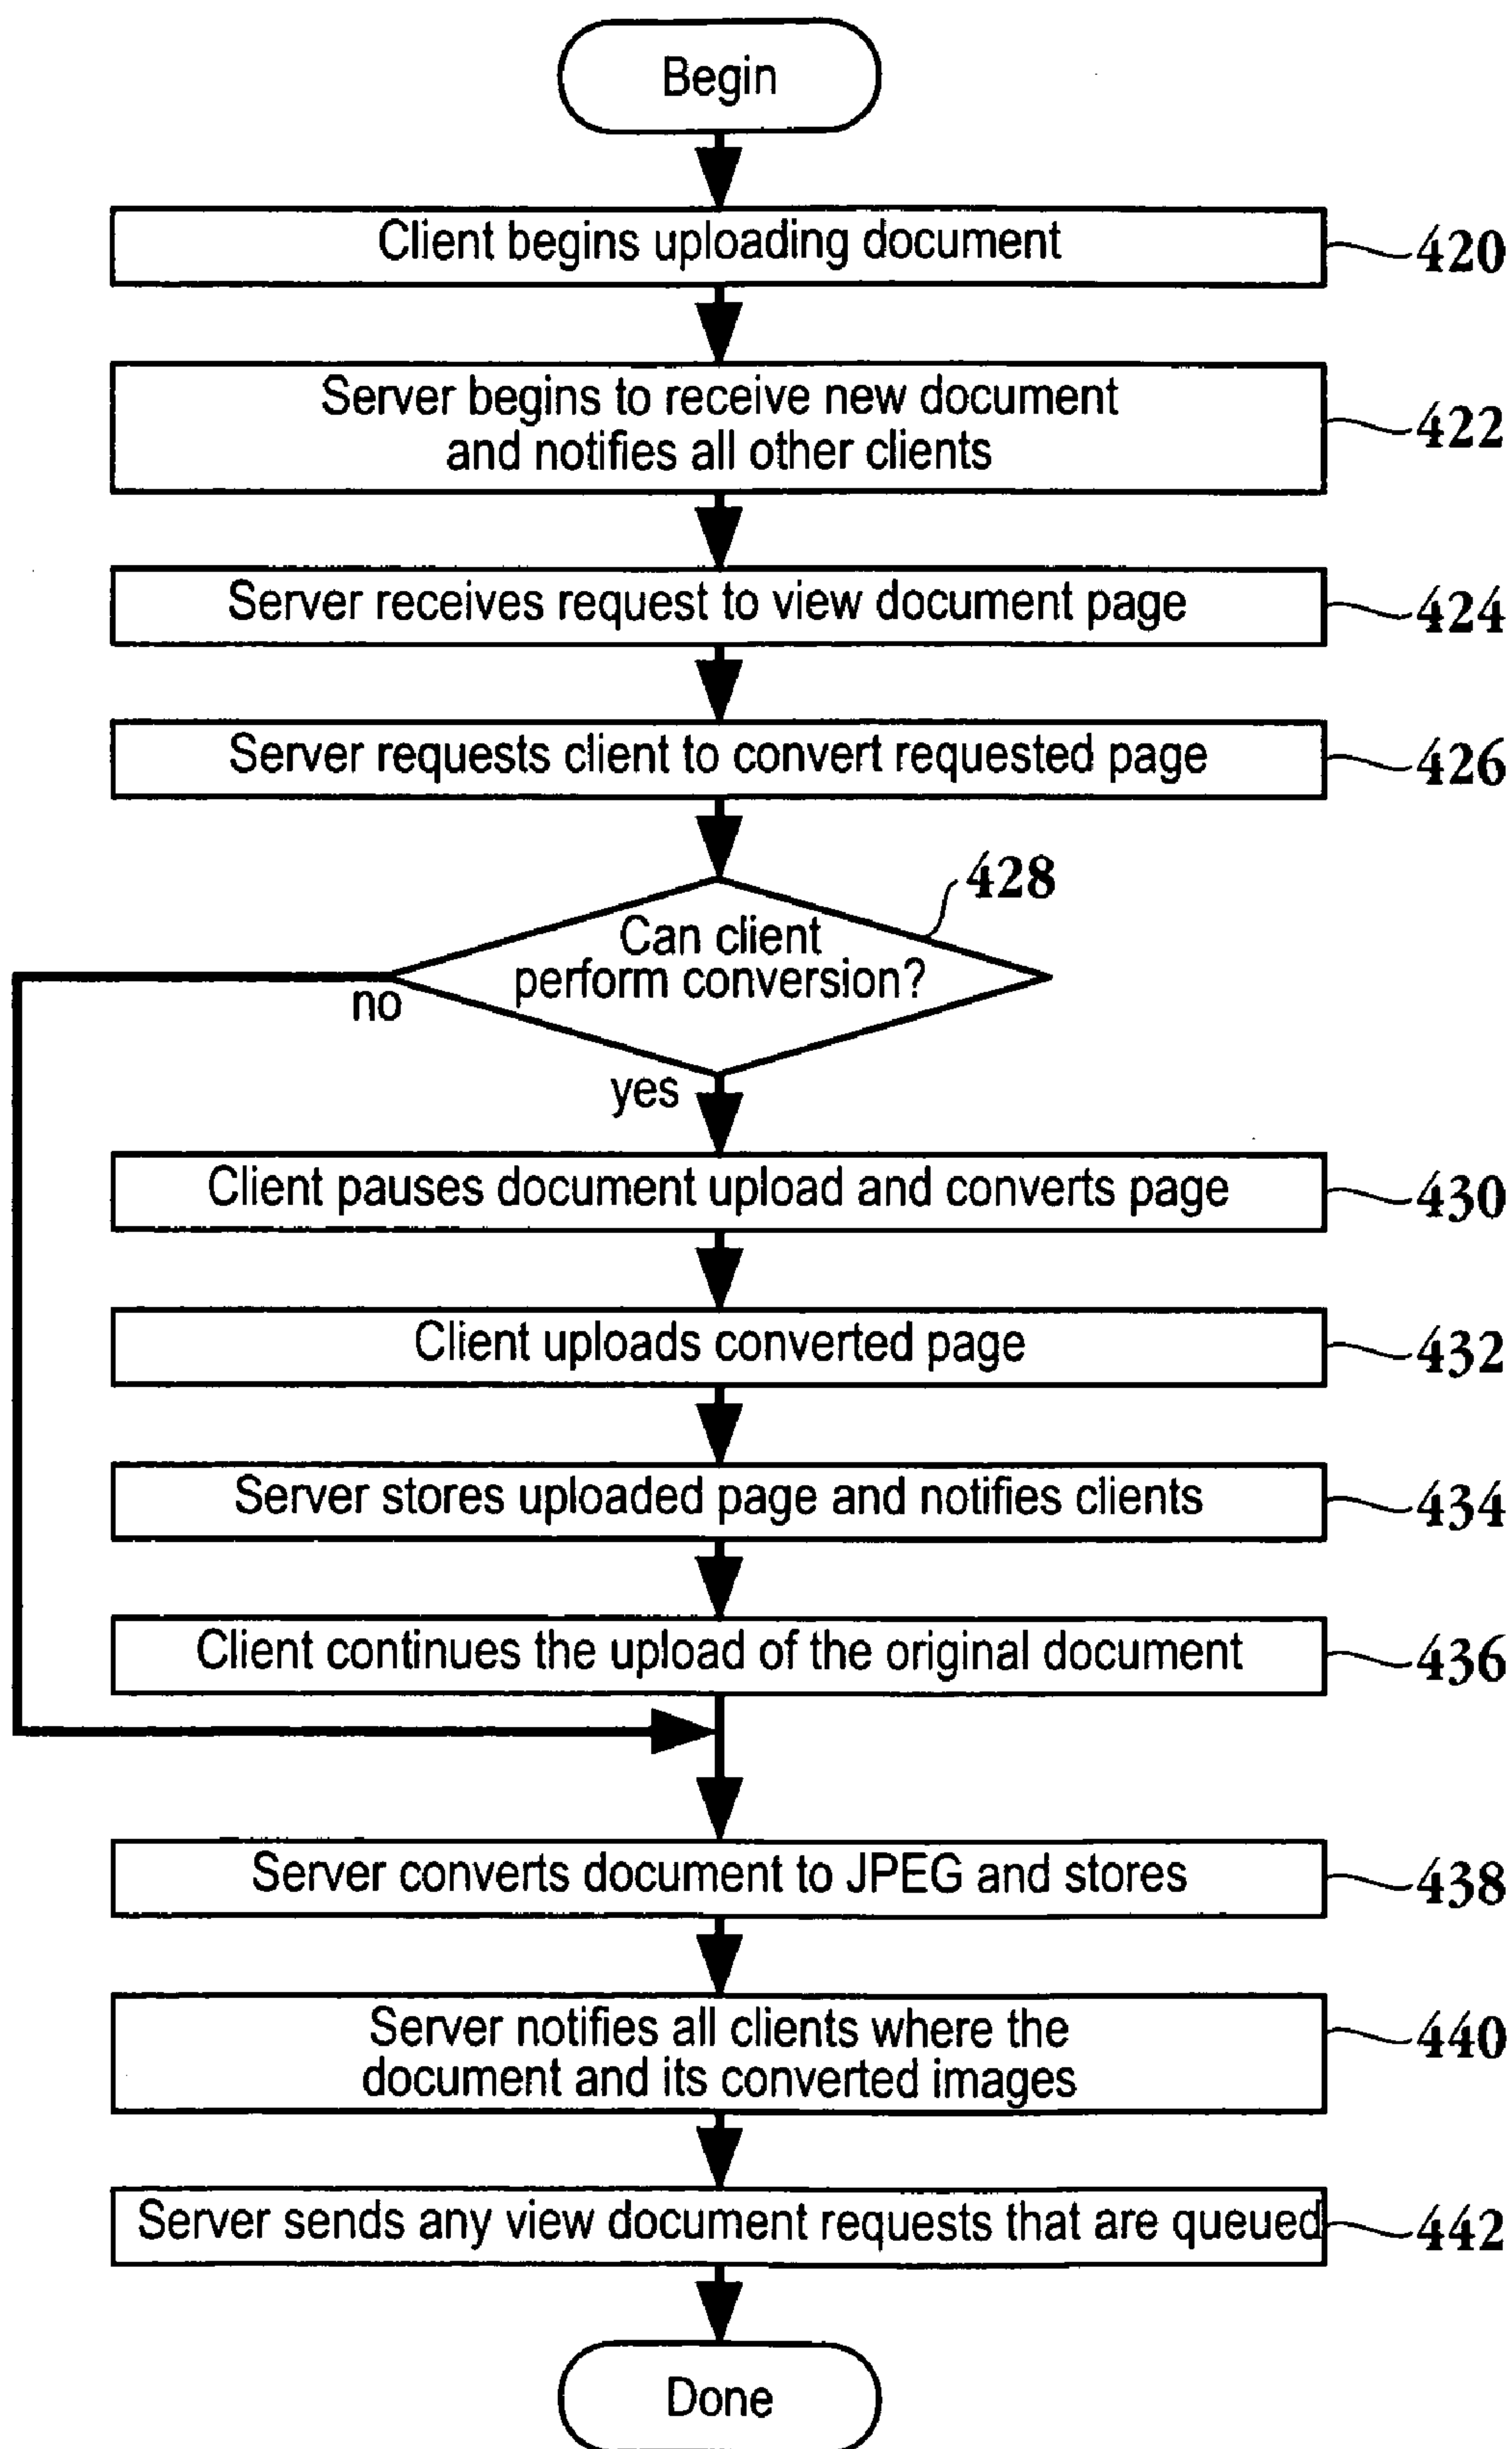 Begin
Client begins uploading document
420
Server begins to receive new document
and notifies all other clients
422
Server receives request to view document page
424
Server requests client to convert requested page
426
428
Can client
perform conversion?
no
yes
Client pauses document upload and converts page
430
Client uploads converted page
432
Server stores uploaded page and notifies clients
434
Client continues the upload of the original document
436
Server converts document to JPEG and stores
438
Server notifies all clients where the
document and its converted images
440
Server sends any view document requests that are queued
442
Done